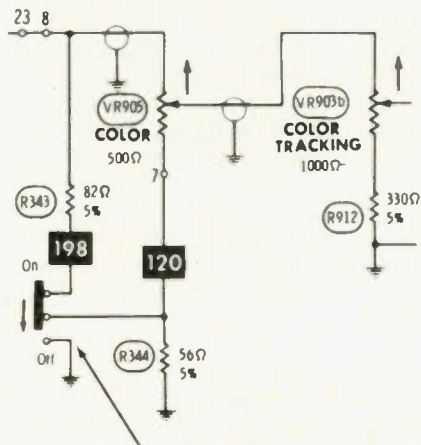 23 8
VR905
COLOR
500Ω
VR903b
COLOR
TRACKING
1000Ω
7
R343
82Ω
5%
R912
330Ω
5%
198
120
On
Off
R344
56Ω
5%